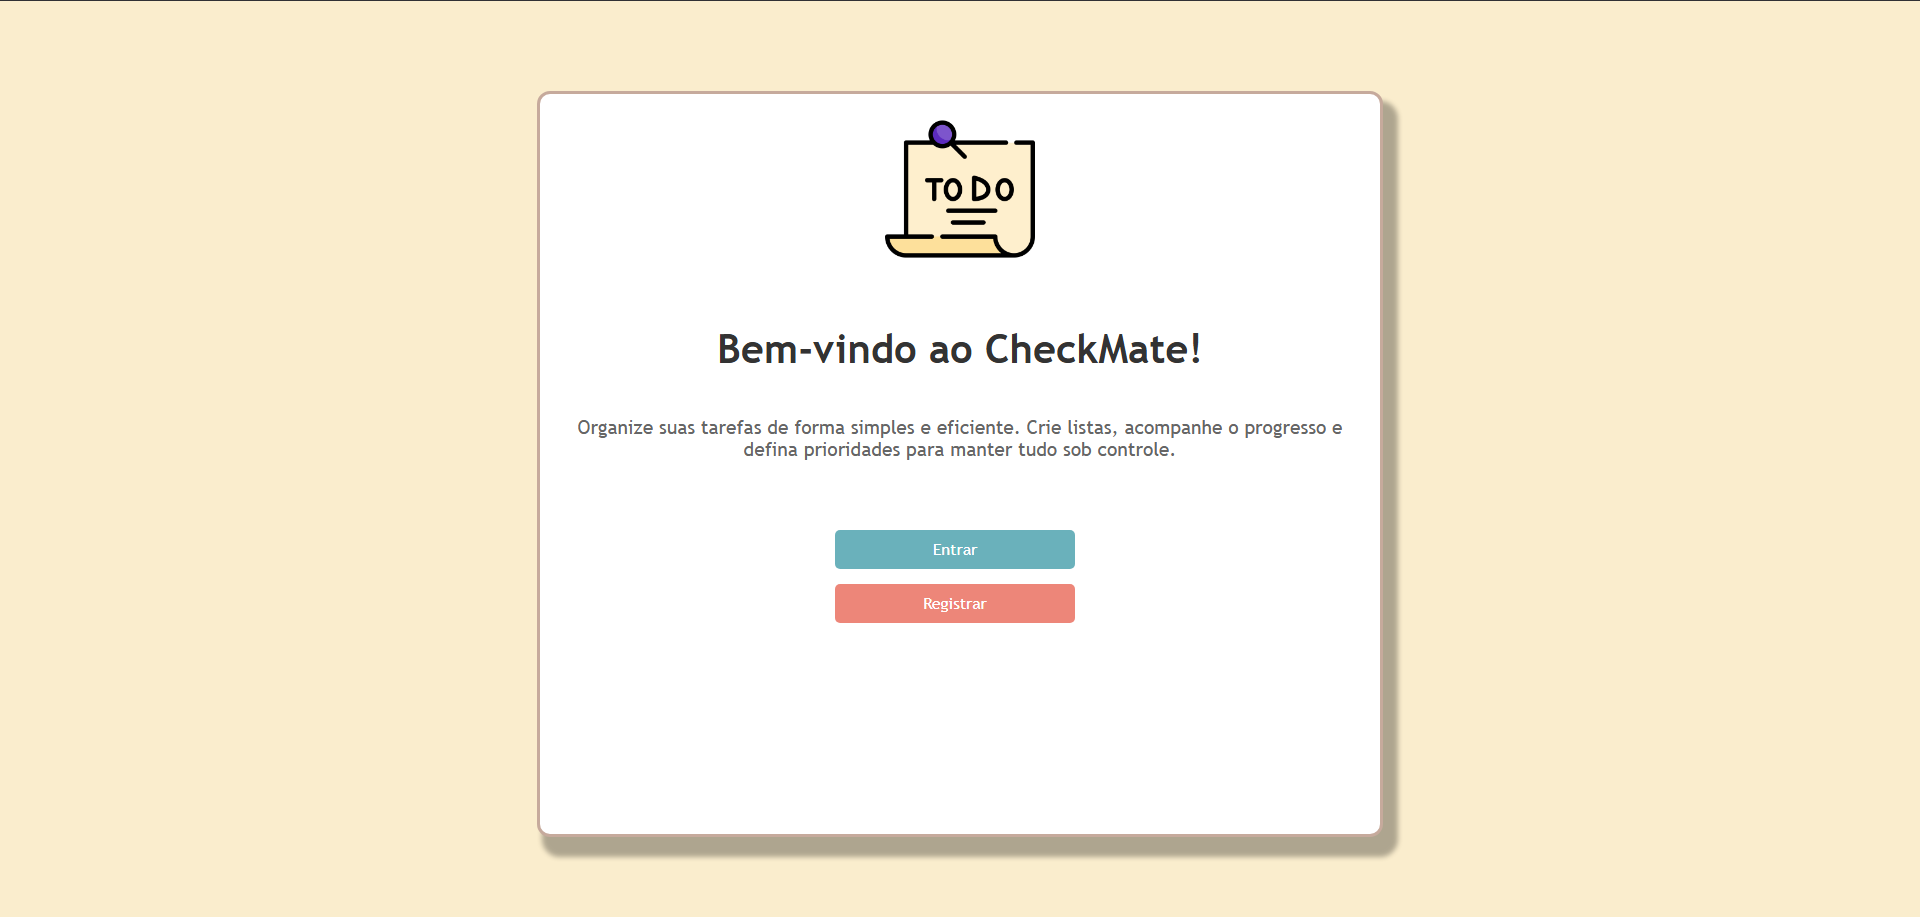 TO DO
Bem-vindo ao CheckMate!
Organize suas tarefas de forma simples e eficiente. Crie listas, acompanhe o progresso e
defina prioridades para manter tudo sob controle.
Entrar
Registrar